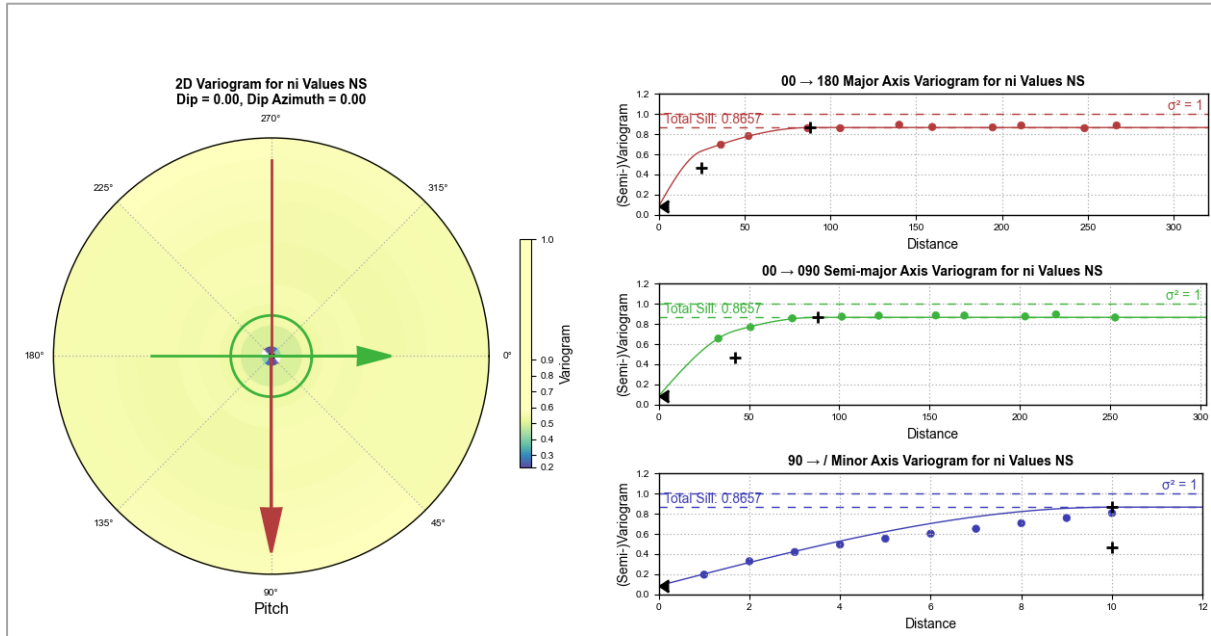 2D Variogram for ni Values NS
Dip = 0.00, Dip Azimuth = 0.00
270°
225°
315°
180°
0°
135°
45°
90°
Pitch
1.0
0.9
0.8
0.7
0.6
0.5
0.4
0.3
0.2
Variogram
00 → 180 Major Axis Variogram for ni Values NS
1.2
1.0
0.8
0.6
0.4
0.2
0.0
(Semi-)Variogram
Total Sill: 0.8657
σ² = 1
0 50 100 150 200 250 300
Distance
00 → 090 Semi-major Axis Variogram for ni Values NS
1.2
1.0
0.8
0.6
0.4
0.2
0.0
(Semi-)Variogram
Total Sill: 0.8657
σ² = 1
0 50 100 150 200 250 300
Distance
90 → / Minor Axis Variogram for ni Values NS
1.2
1.0
0.8
0.6
0.4
0.2
0.0
(Semi-)Variogram
Total Sill: 0.8657
σ² = 1
0 2 4 6 8 10 12
Distance